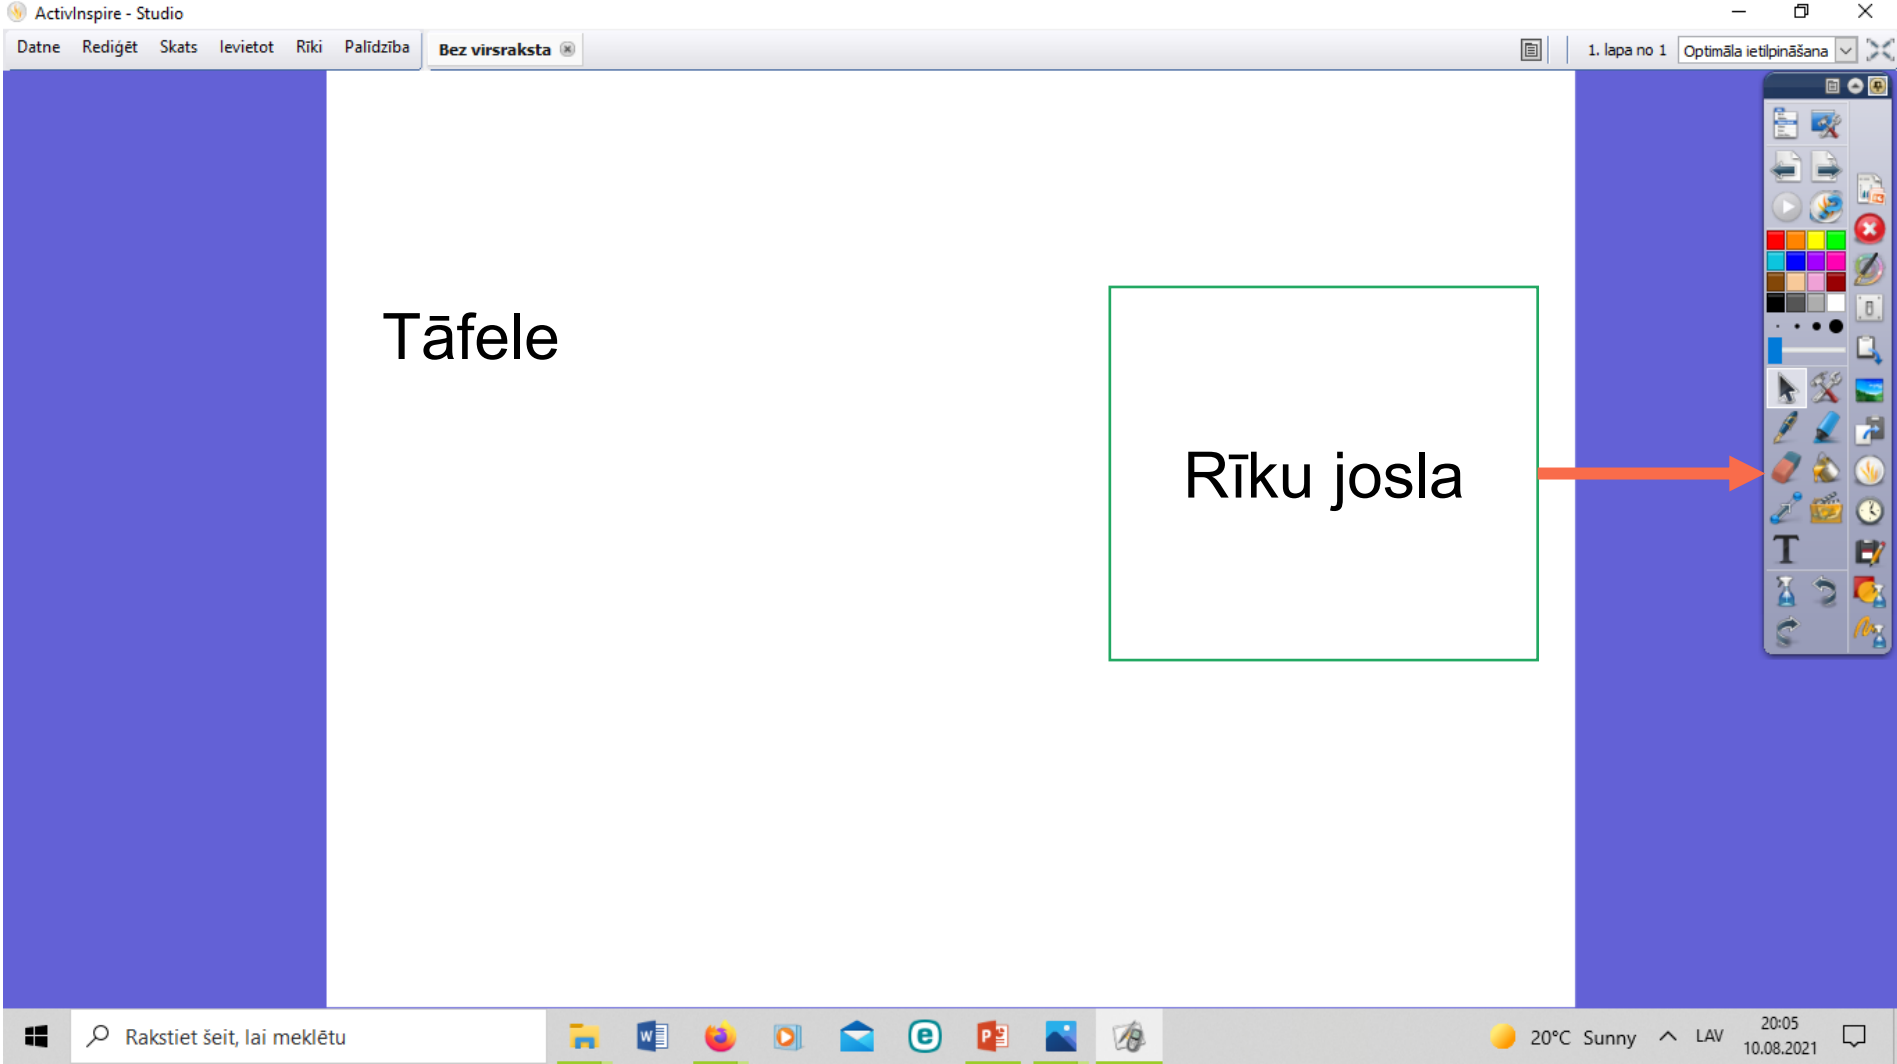 ActivInspire - Studio
Datne Rediģēt Skats Ievietot Rīki Palīdzība Bez virsraksta 1. lapa no 1 Optimāla ietilpināšana
Tāfele
Rīku josla
T
Rakstiet šeit, lai meklētu
20°C Sunny LAV
20:05
10.08.2021